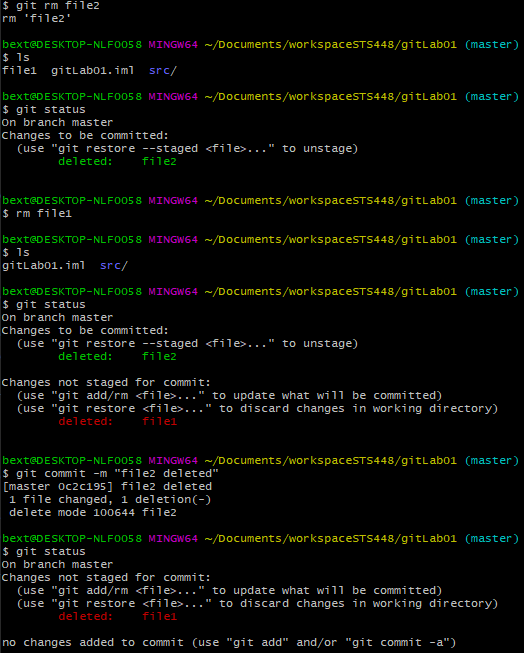 $ git rm file2
rm 'file2'
bext@DESKTOP-NLFOO58 MINGW64 ~/Documents/workspaceSTS448/gitLab01 (master)
$ ls
file1  gitLab01.iml  src/
bext@DESKTOP-NLFOO58 MINGW64 ~/Documents/workspaceSTS448/gitLab01 (master)
$ git status
On branch master
Changes to be committed:
  (use "git restore --staged <file>..." to unstage)
        deleted:    file2
bext@DESKTOP-NLFOO58 MINGW64 ~/Documents/workspaceSTS448/gitLab01 (master)
$ rm file1
bext@DESKTOP-NLFOO58 MINGW64 ~/Documents/workspaceSTS448/gitLab01 (master)
$ ls
gitLab01.iml  src/
bext@DESKTOP-NLFOO58 MINGW64 ~/Documents/workspaceSTS448/gitLab01 (master)
$ git status
On branch master
Changes to be committed:
  (use "git restore --staged <file>..." to unstage)
        deleted:    file2
Changes not staged for commit:
  (use "git add/rm <file>..." to update what will be committed)
  (use "git restore <file>..." to discard changes in working directory)
        deleted:    file1
bext@DESKTOP-NLFOO58 MINGW64 ~/Documents/workspaceSTS448/gitLab01 (master)
$ git commit -m "file2 deleted"
[master 0c2c195] file2 deleted
 1 file changed, 1 deletion(-)
 delete mode 100644 file2
bext@DESKTOP-NLFOO58 MINGW64 ~/Documents/workspaceSTS448/gitLab01 (master)
$ git status
On branch master
Changes not staged for commit:
  (use "git add/rm <file>..." to update what will be committed)
  (use "git restore <file>..." to discard changes in working directory)
        deleted:    file1
no changes added to commit (use "git add" and/or "git commit -a")